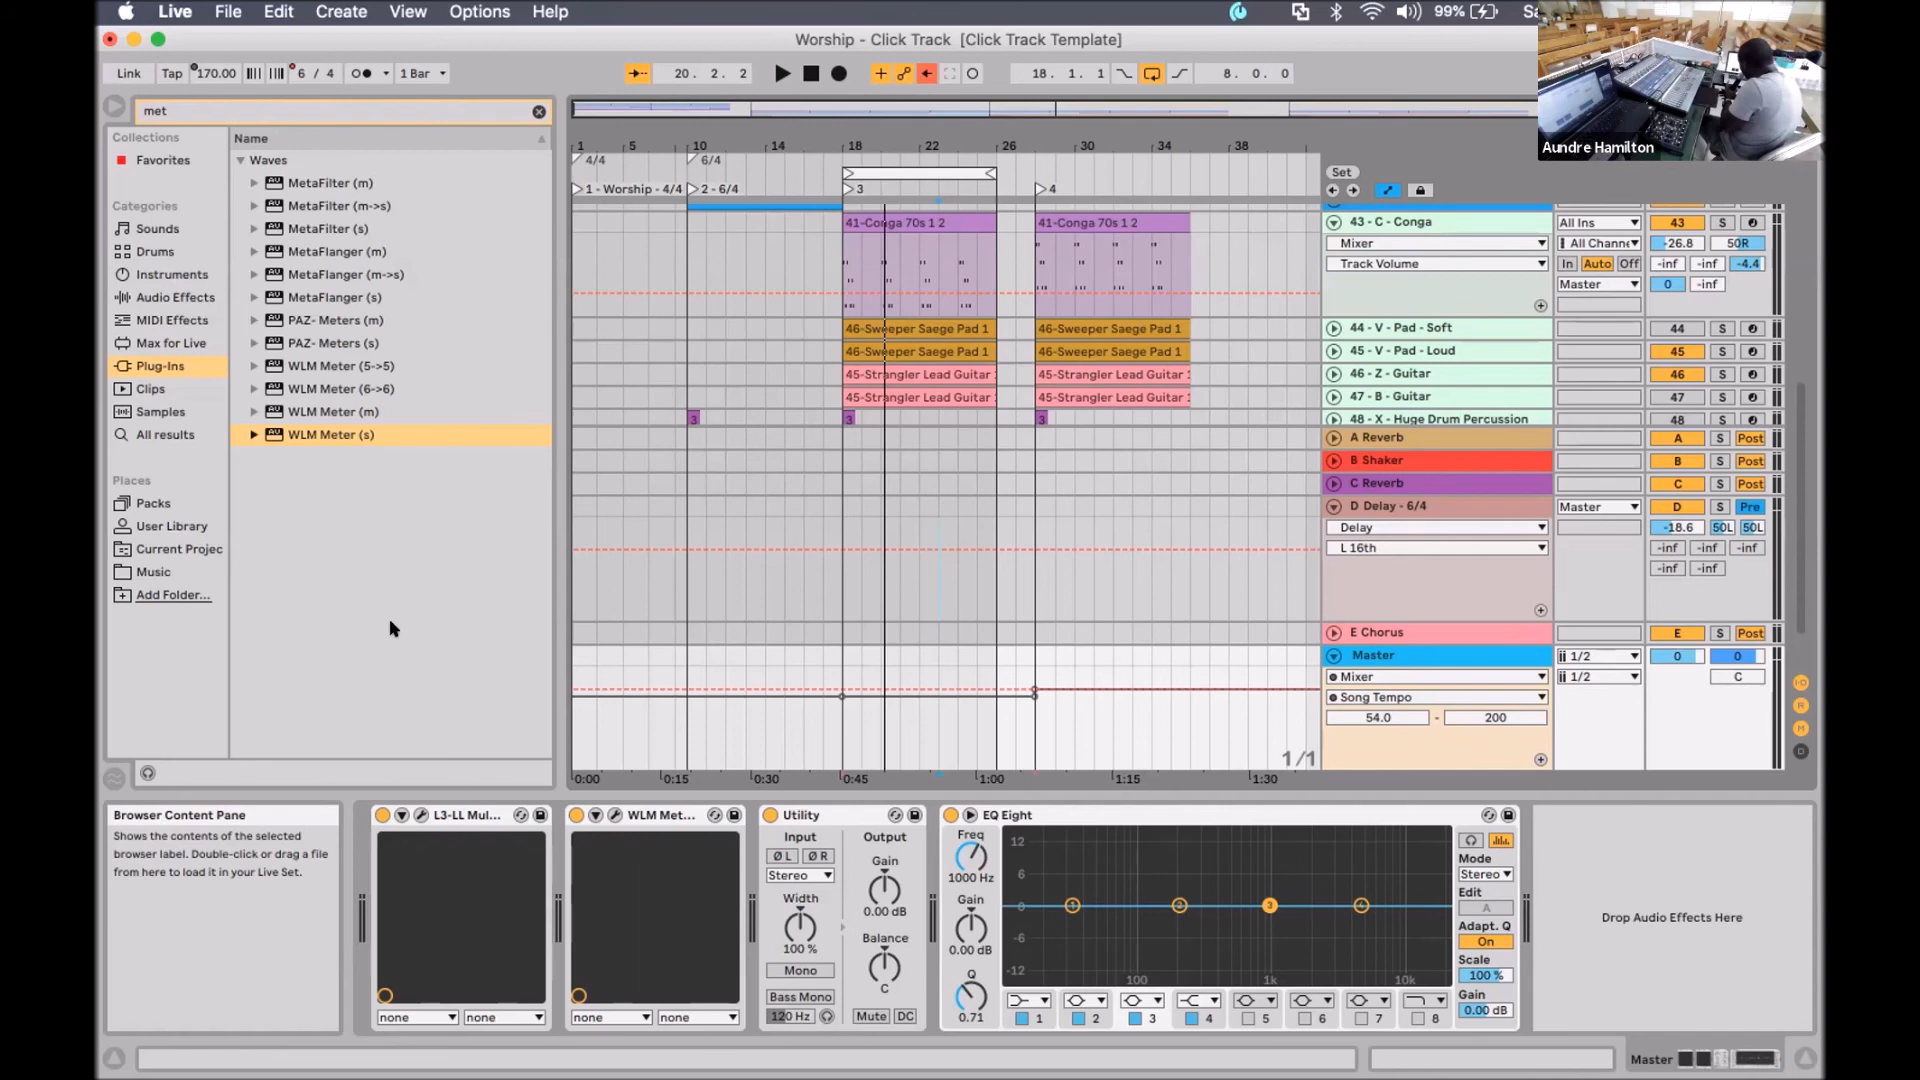 Live File Edit Create View Options Help
99%
Worship - Click Track [Click Track Template]
Aundre Hamilton
Link Tap 170.00 6 / 4 1 Bar 20. 2. 2 18. 1. 1 8. 0. 0
met
Collections
Favorites
Categories
Sounds
Drums
Instruments
Audio Effects
MIDI Effects
Max for Live
Plug-Ins
Clips
Samples
All results
Places
Packs
User Library
Current Projec
Music
Add Folder...
Name
Waves
MetaFilter (m)
MetaFilter (m->s)
MetaFilter (s)
MetaFlanger (m)
MetaFlanger (m->s)
MetaFlanger (s)
PAZ- Meters (m)
PAZ- Meters (s)
WLM Meter (5->5)
WLM Meter (6->6)
WLM Meter (m)
WLM Meter (s)
1 5 10 14 18 22 26 30 34 38
4/4 6/4
1 - Worship - 4/4 2 - 6/4 3 4
Set
41-Conga 70s 1 2 41-Conga 70s 1 2
46-Sweeper Saege Pad 1 46-Sweeper Saege Pad 1
46-Sweeper Saege Pad 1 46-Sweeper Saege Pad 1
45-Strangler Lead Guitar 45-Strangler Lead Guitar
45-Strangler Lead Guitar 45-Strangler Lead Guitar
3 3 3
43 - C - Conga All Ins 43 S
Mixer All Channe -26.8 50R
Track Volume In Auto Off -inf -inf -4.4
Master 0 -inf
44 - V - Pad - Soft 44 S
45 - V - Pad - Loud 45 S
46 - Z - Guitar 46 S
47 - B - Guitar 47 S
48 - X - Huge Drum Percussion 48 S
A Reverb A S Post
B Shaker B S Post
C Reverb C S Post
D Delay - 6/4 Master D S Pre
Delay -18.6 50L 50L
L 16th -inf -inf -inf
-inf -inf
E Chorus E S Post
Master 1/2 0 0
Mixer 1/2 C
Song Tempo
54.0 - 200
1/1
0:00 0:15 0:30 0:45 1:00 1:15 1:30
Browser Content Pane
Shows the contents of the selected
browser label. Double-click or drag a file
from here to load it in your Live Set.
L3-LL Mul...
none none
WLM Met...
none none
Utility
Input Output
Ø L Ø R Gain
Stereo
Width 0.00 dB
100 % Balance
Mono
C
Bass Mono
120 Hz Mute DC
EQ Eight
Freq
1000 Hz
Gain
0.00 dB
Q
0.71
12
6
0
-6
-12
1 2 3 4
100 1k 10k
1 2 3 4 5 6 7 8
Mode
Stereo
Edit
A
Adapt. Q
On
Scale
100 %
Gain
0.00 dB
Drop Audio Effects Here
Master